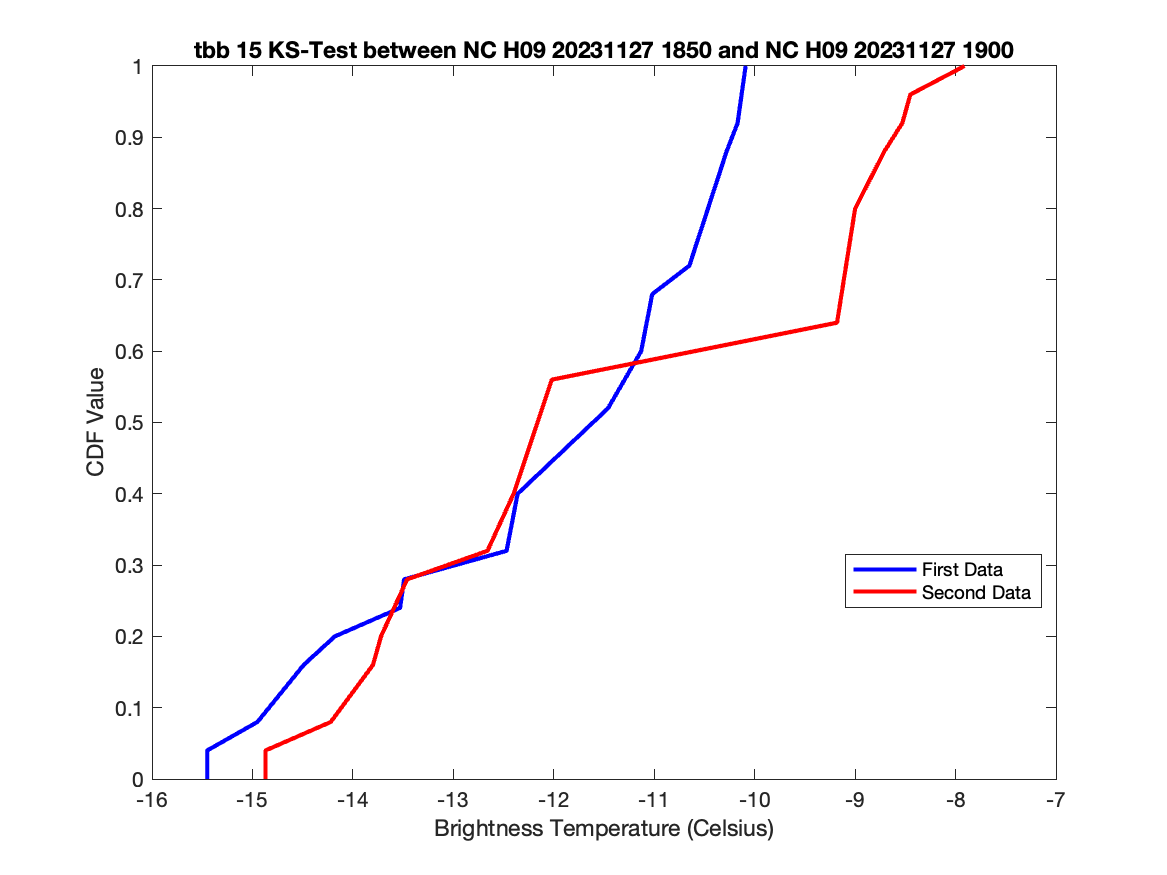 tbb 15 KS-Test between NC H09 20231127 1850 and NC H09 20231127 1900
1
0.9
0.8
0.7
0.6
0.5
0.4
0.3
0.2
0.1
0
CDF Value
First Data
Second Data
-16 -15 -14 -13 -12 -11 -10 -9 -8 -7
Brightness Temperature (Celsius)